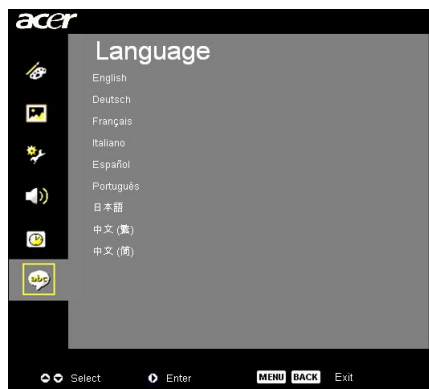 acer
Language
English
Deutsch
Français
Italiano
Español
Português
日本語
中文 (繁)
中文 (简)
abc
Select Enter MENU BACK Exit